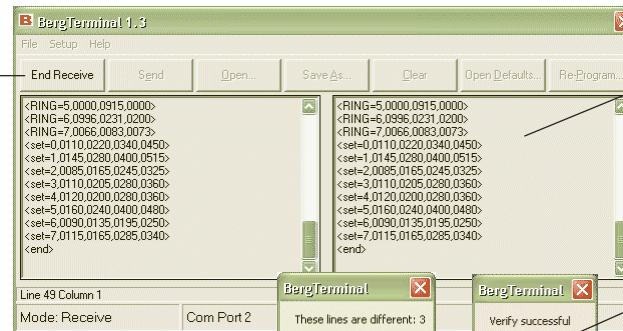 B BergTerminal 1.3
File Setup Help
End Receive Send Open... Save As... Clear Open Defaults... Re-Program...
<RING=5,0000,0915,0000>
<RING=6,0996,0231,0200>
<RING=7,0066,0083,0073>
<set=0,0110,0220,0340,0450>
<set=1,0145,0280,0400,0515>
<set=2,0085,0165,0245,0325>
<set=3,0110,0205,0280,0360>
<set=4,0120,0200,0280,0360>
<set=5,0160,0240,0400,0480>
<set=6,0090,0135,0195,0250>
<set=7,0115,0165,0285,0340>
<end>
<RING=5,0000,0915,0000>
<RING=6,0996,0231,0200>
<RING=7,0066,0083,0073>
<set=0,0110,0220,0340,0450>
<set=1,0145,0280,0400,0515>
<set=2,0085,0165,0245,0325>
<set=3,0110,0205,0280,0360>
<set=4,0120,0200,0280,0360>
<set=5,0160,0240,0400,0480>
<set=6,0090,0135,0195,0250>
<set=7,0115,0165,0285,0340>
<end>
Line 49 Column 1
Mode: Receive Com Port 2
BergTerminal
These lines are different: 3
BergTerminal
Verify successful